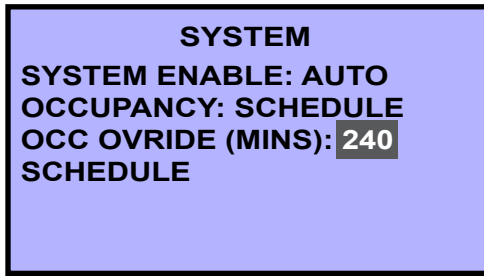 SYSTEM
SYSTEM ENABLE: AUTO
OCCUPANCY: SCHEDULE
OCC OVRIDE (MINS): 240
SCHEDULE